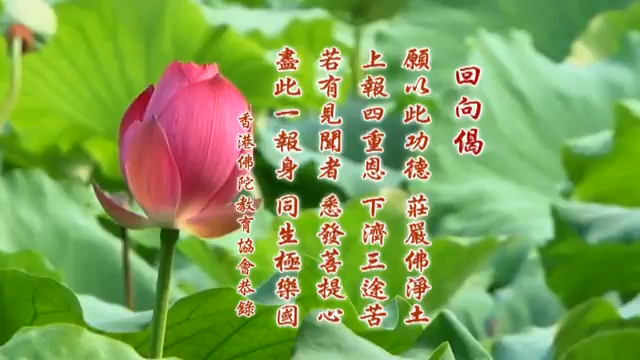 回向偈
願以此功德 莊嚴佛淨土
上報四重恩 下濟三途苦
若有見聞者 悉發菩提心
盡此一報身 同生極樂國
香港佛陀教育協會恭錄